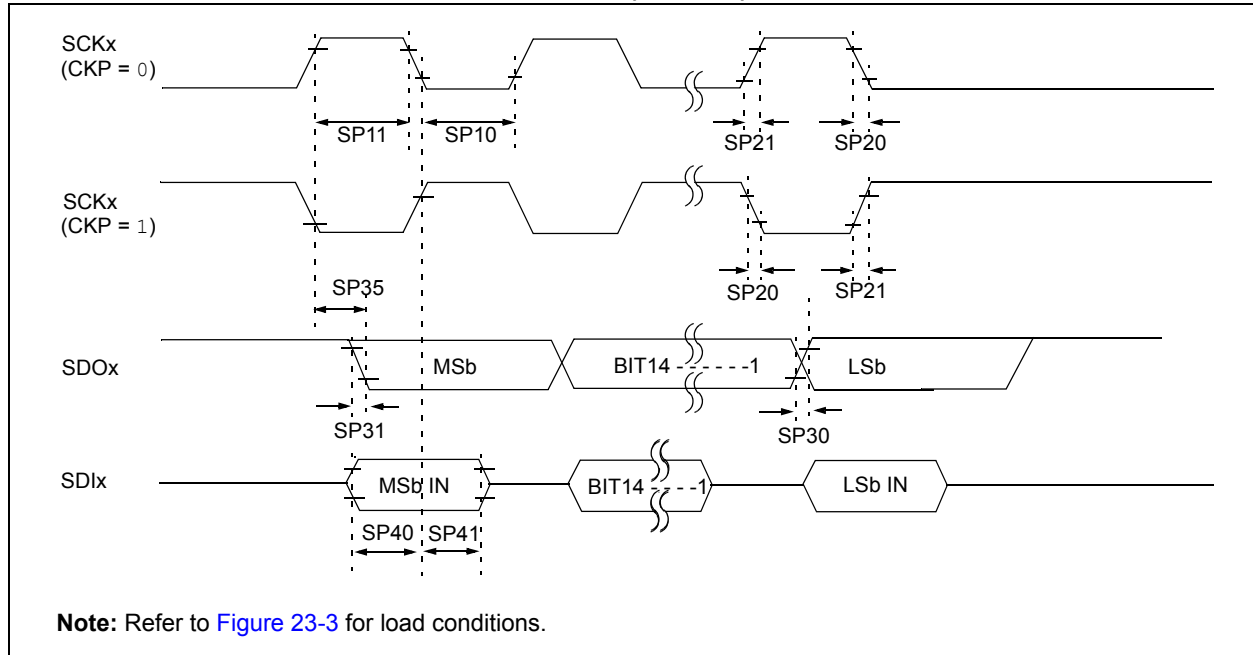 SCKx
(CKP = 0)
SP11
SP10
SP21
SP20
SCKx
(CKP = 1)
SP35
SP20
SP21
SDOx
MSb
BIT14 - - - - - -1
LSb
SP31
SP30
SDIx
MSb IN
BIT14 - - - -1
LSb IN
SP40
SP41
Note: Refer to Figure 23-3 for load conditions.